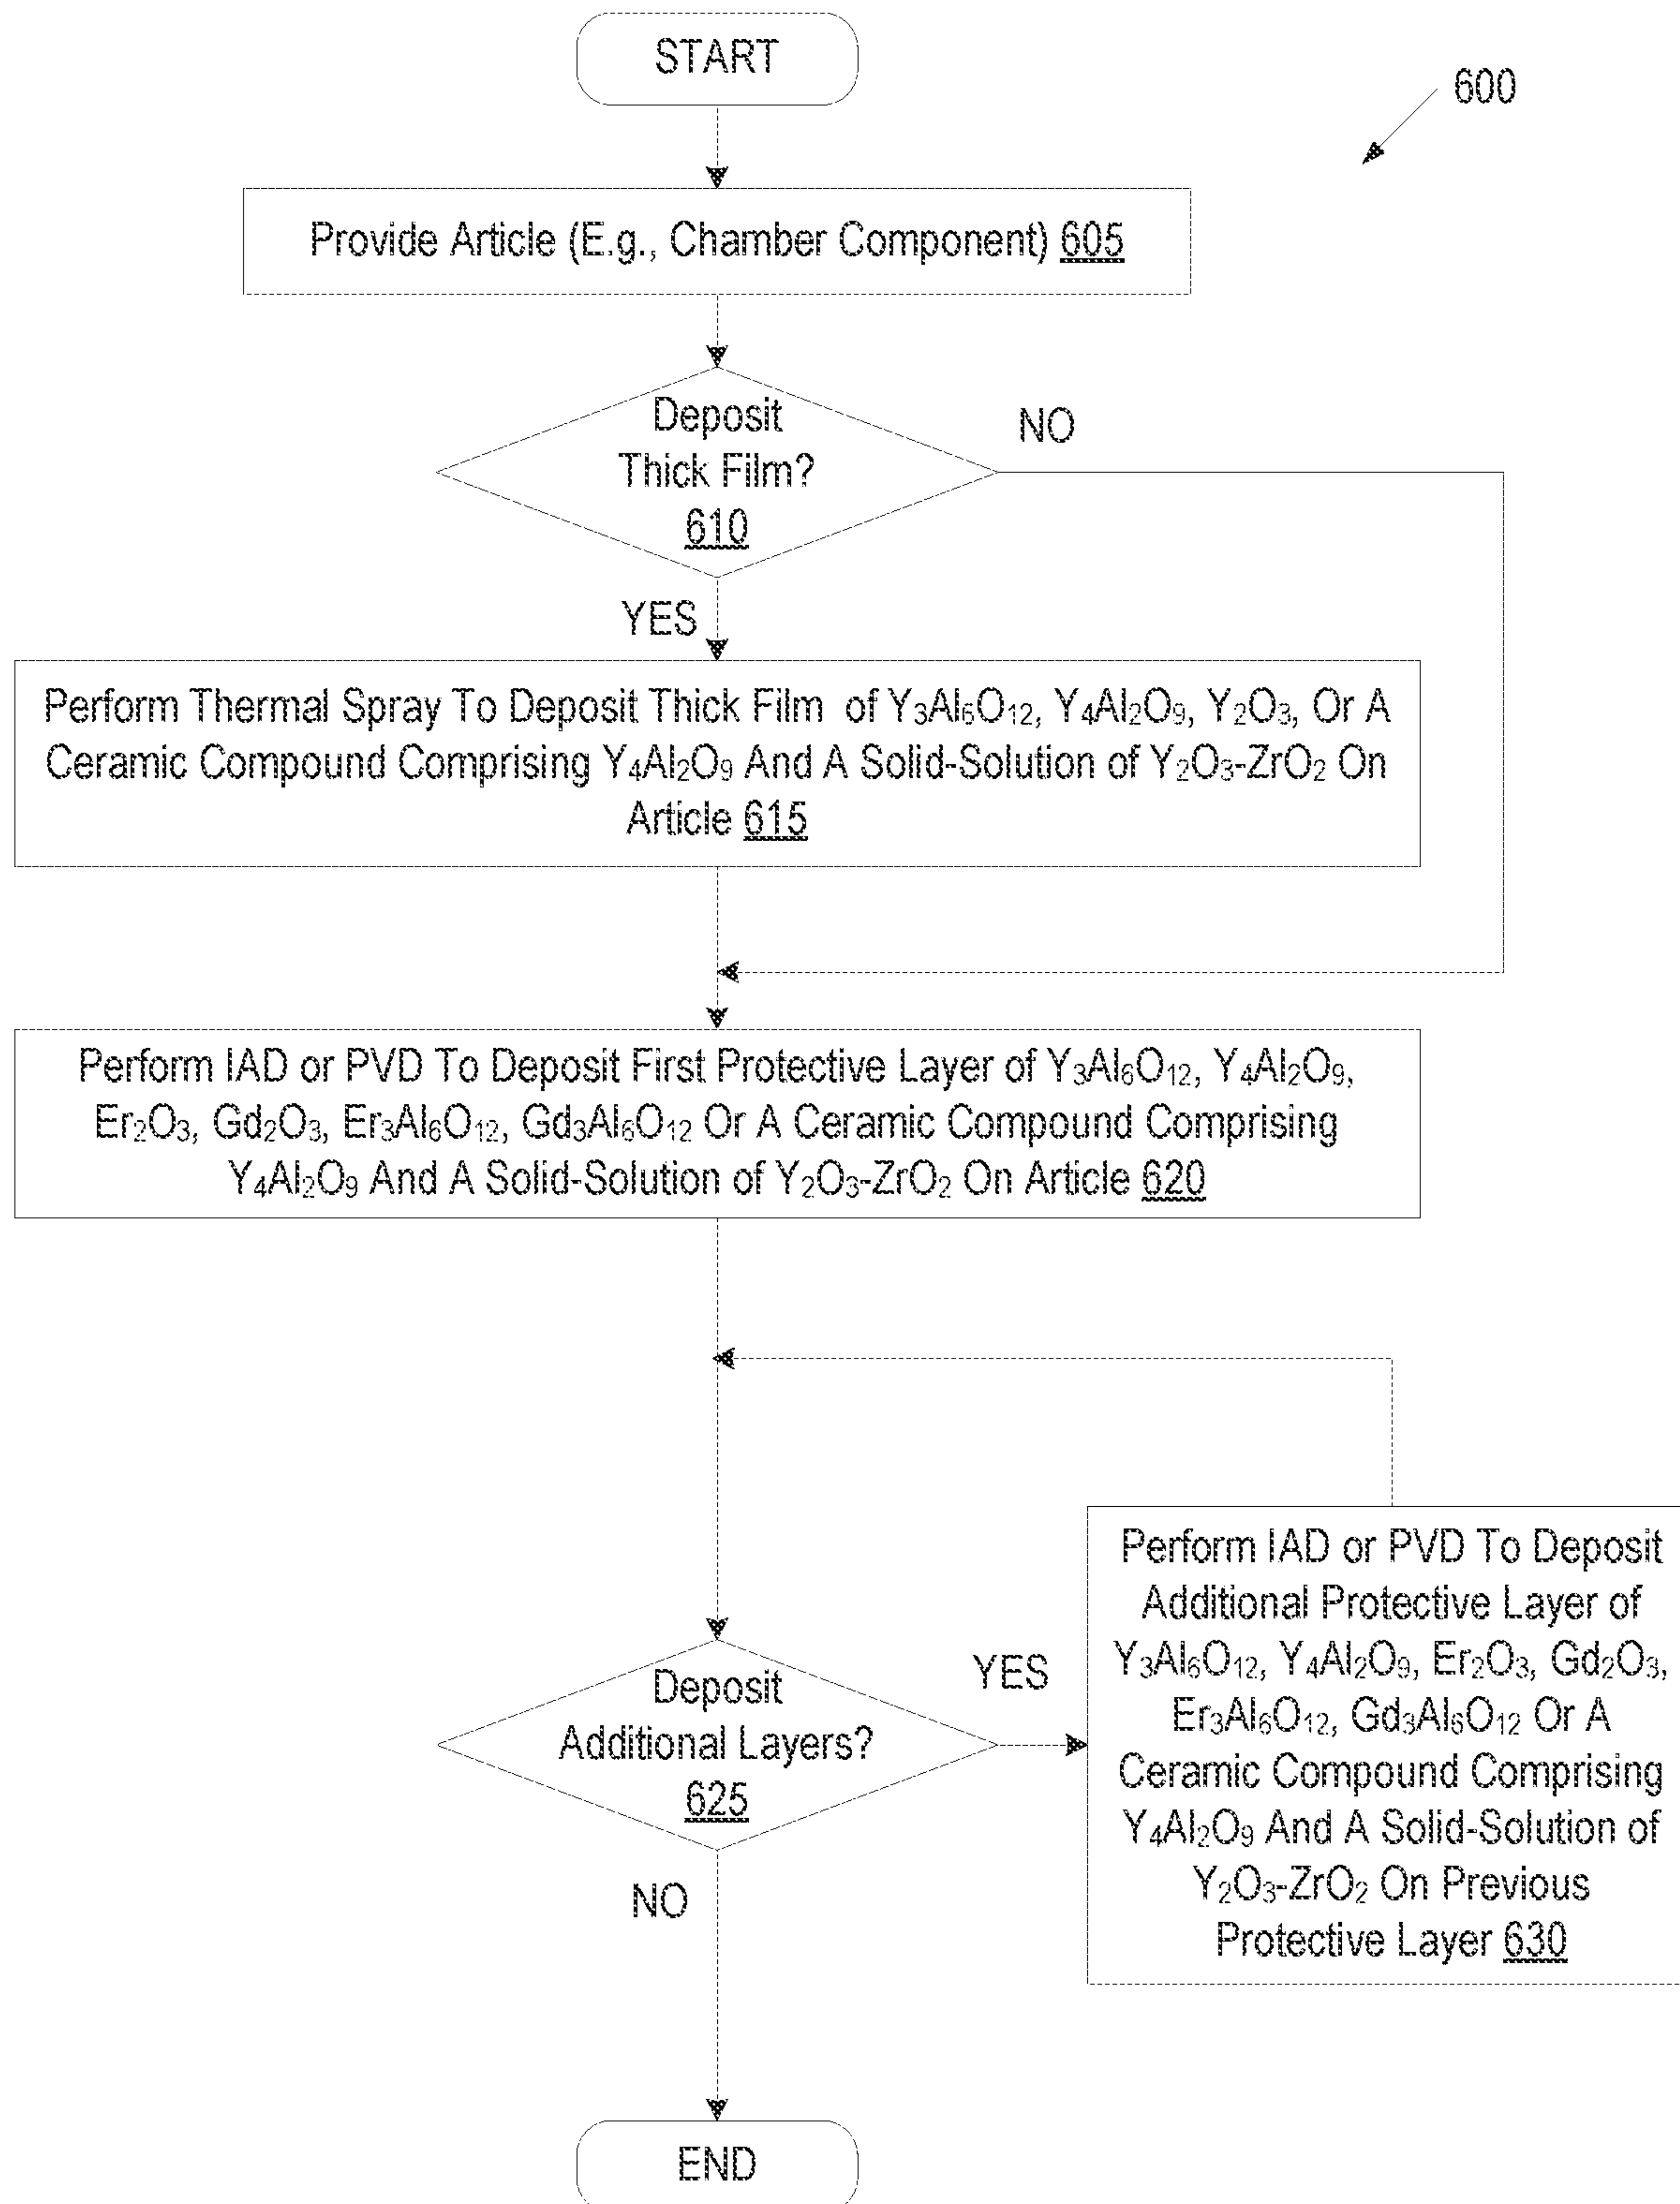 START
600
Provide Article (E.g., Chamber Component) 605
Deposit
Thick Film?
610
NO
YES
Perform Thermal Spray To Deposit Thick Film of Y₃Al₆O₁₂, Y₄Al₂O₉, Y₂O₃, Or A
Ceramic Compound Comprising Y₄Al₂O₉ And A Solid-Solution of Y₂O₃-ZrO₂ On
Article 615
Perform IAD or PVD To Deposit First Protective Layer of Y₃Al₆O₁₂, Y₄Al₂O₉,
Er₂O₃, Gd₂O₃, Er₃Al₆O₁₂, Gd₃Al₆O₁₂ Or A Ceramic Compound Comprising
Y₄Al₂O₉ And A Solid-Solution of Y₂O₃-ZrO₂ On Article 620
Deposit
Additional Layers?
625
YES
NO
Perform IAD or PVD To Deposit
Additional Protective Layer of
Y₃Al₆O₁₂, Y₄Al₂O₉, Er₂O₃, Gd₂O₃,
Er₃Al₆O₁₂, Gd₃Al₆O₁₂ Or A
Ceramic Compound Comprising
Y₄Al₂O₉ And A Solid-Solution of
Y₂O₃-ZrO₂ On Previous
Protective Layer 630
END